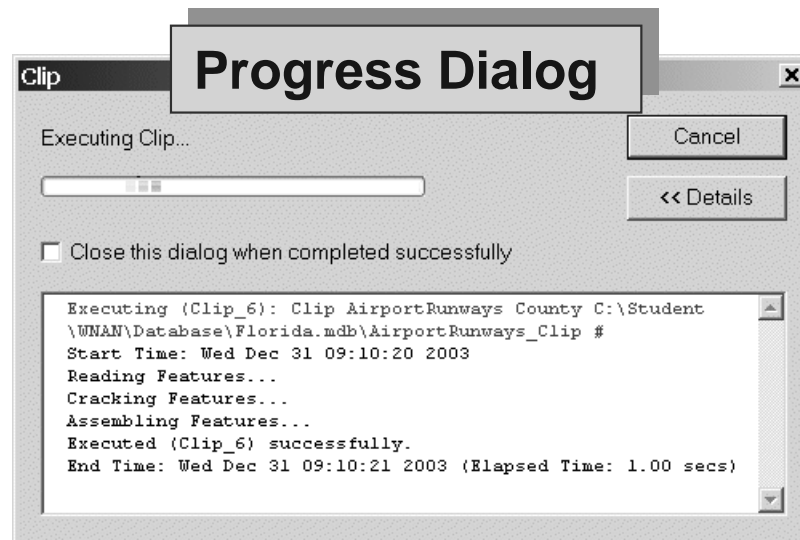 Progress Dialog
Clip
Executing Clip...
Cancel
<< Details
Close this dialog when completed successfully
Executing (Clip_6): Clip AirportRunways County C:\Student
\WNAN\Database\Florida.mdb\AirportRunways_Clip #
Start Time: Wed Dec 31 09:10:20 2003
Reading Features...
Cracking Features...
Assembling Features...
Executed (Clip_6) successfully.
End Time: Wed Dec 31 09:10:21 2003 (Elapsed Time: 1.00 secs)